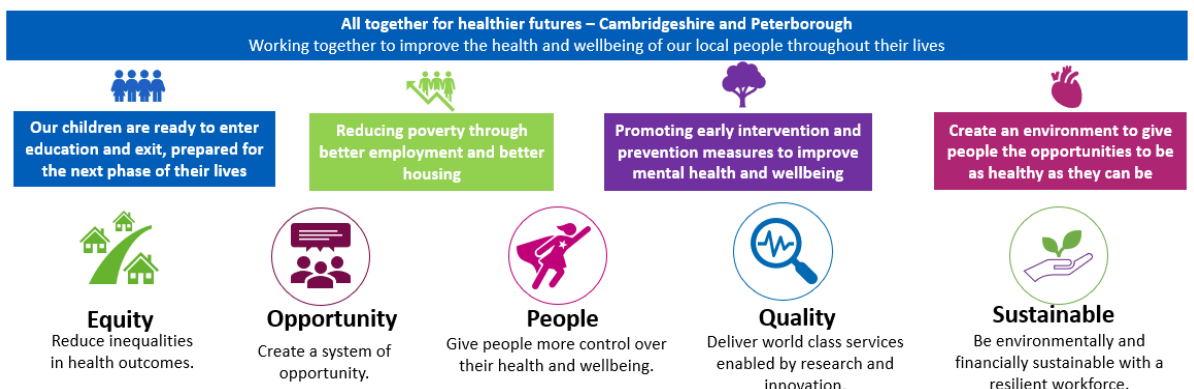 All together for healthier futures – Cambridgeshire and Peterborough
Working together to improve the health and wellbeing of our local people throughout their lives
Our children are ready to enter
education and exit, prepared for
the next phase of their lives
Reducing poverty through
better employment and better
housing
Promoting early intervention and
prevention measures to improve
mental health and wellbeing
Create an environment to give
people the opportunities to be
as healthy as they can be
Equity
Reduce inequalities
in health outcomes.
Opportunity
Create a system of
opportunity.
People
Give people more control over
their health and wellbeing.
Quality
Deliver world class services
enabled by research and
innovation.
Sustainable
Be environmentally and
financially sustainable with a
resilient workforce.